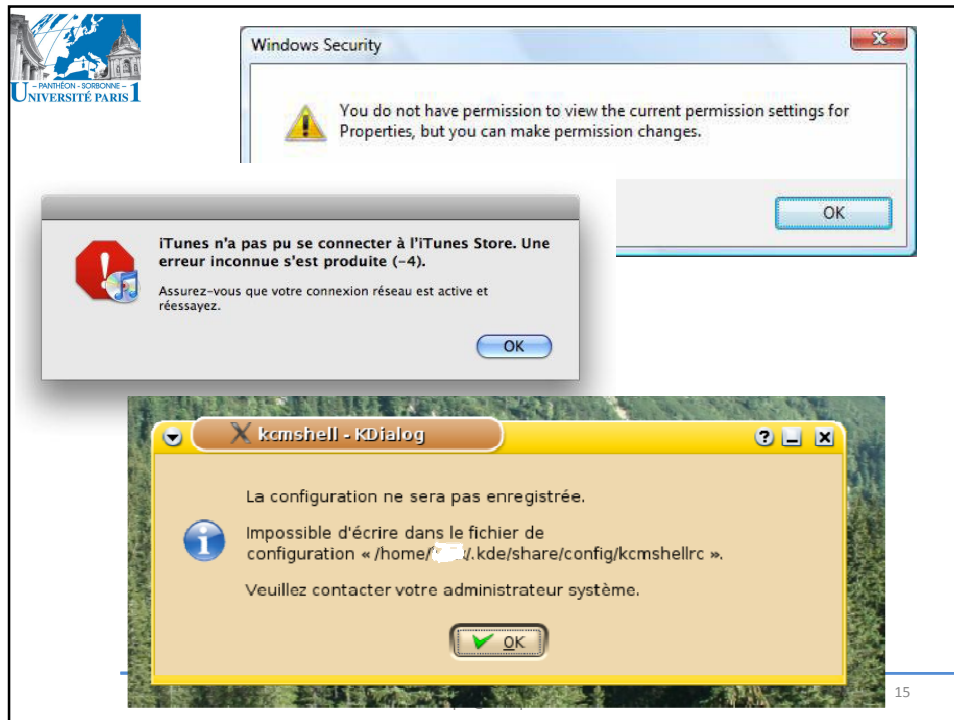 – PANTHÉON - SORBONNE –
UNIVERSITÉ PARIS 1
Windows Security
You do not have permission to view the current permission settings for
Properties, but you can make permission changes.
OK
iTunes n'a pas pu se connecter à l'iTunes Store. Une
erreur inconnue s'est produite (-4).
Assurez-vous que votre connexion réseau est active et
réessayez.
OK
kcmshell - KDialog
La configuration ne sera pas enregistrée.
Impossible d'écrire dans le fichier de
configuration « /home/ /.kde/share/config/kcmshellrc ».
Veuillez contacter votre administrateur système.
OK
15